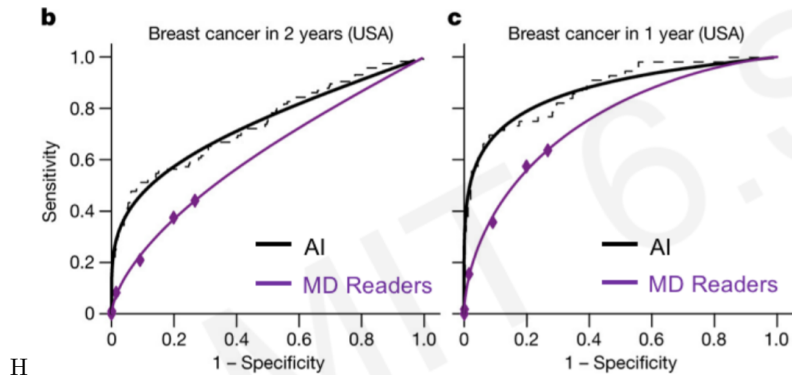 b
Breast cancer in 2 years (USA)
1.0
0.8
0.6
0.4
0.2
0
Sensitivity
AI
MD Readers
0 0.2 0.4 0.6 0.8 1.0
1 – Specificity
c
Breast cancer in 1 year (USA)
AI
MD Readers
0 0.2 0.4 0.6 0.8 1.0
1 – Specificity
MIT 6.S
H